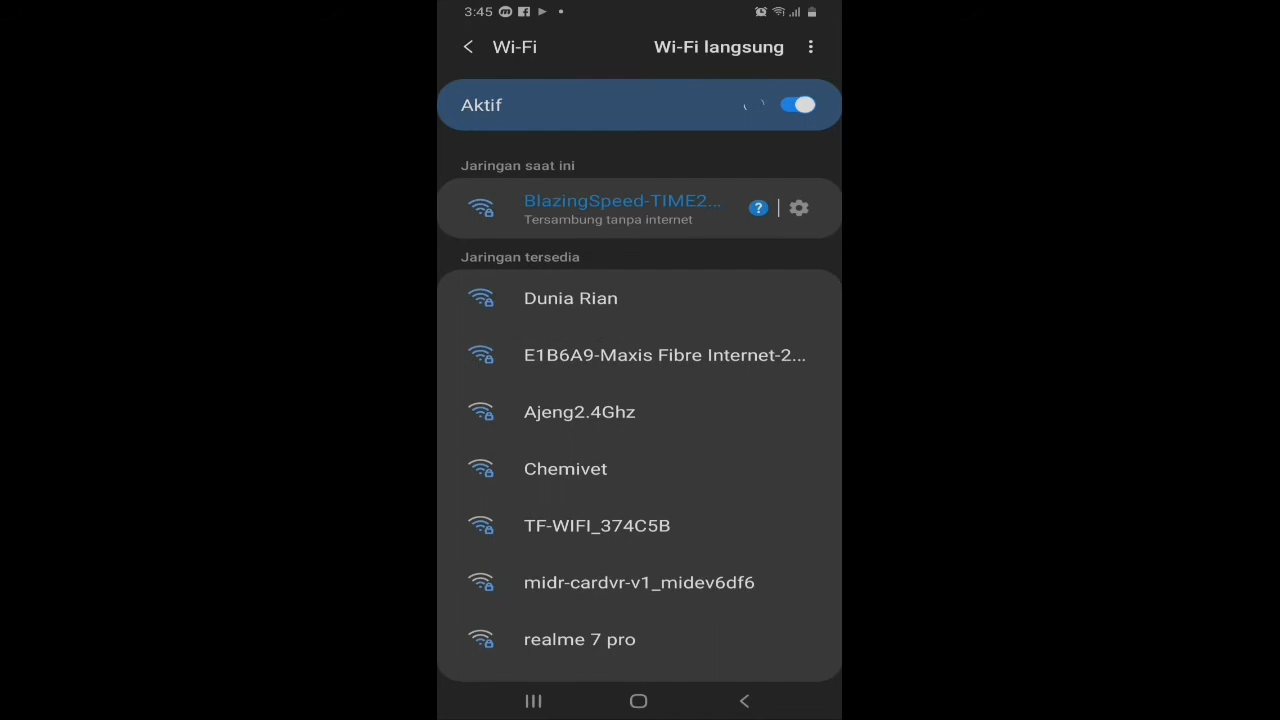 3:45
Wi-Fi
Wi-Fi langsung
Aktif
Jaringan saat ini
BlazingSpeed-TIME2...
Tersambung tanpa internet
?
Jaringan tersedia
Dunia Rian
E1B6A9-Maxis Fibre Internet-2...
Ajeng2.4Ghz
Chemivet
TF-WIFI_374C5B
midr-cardvr-v1_midev6df6
realme 7 pro